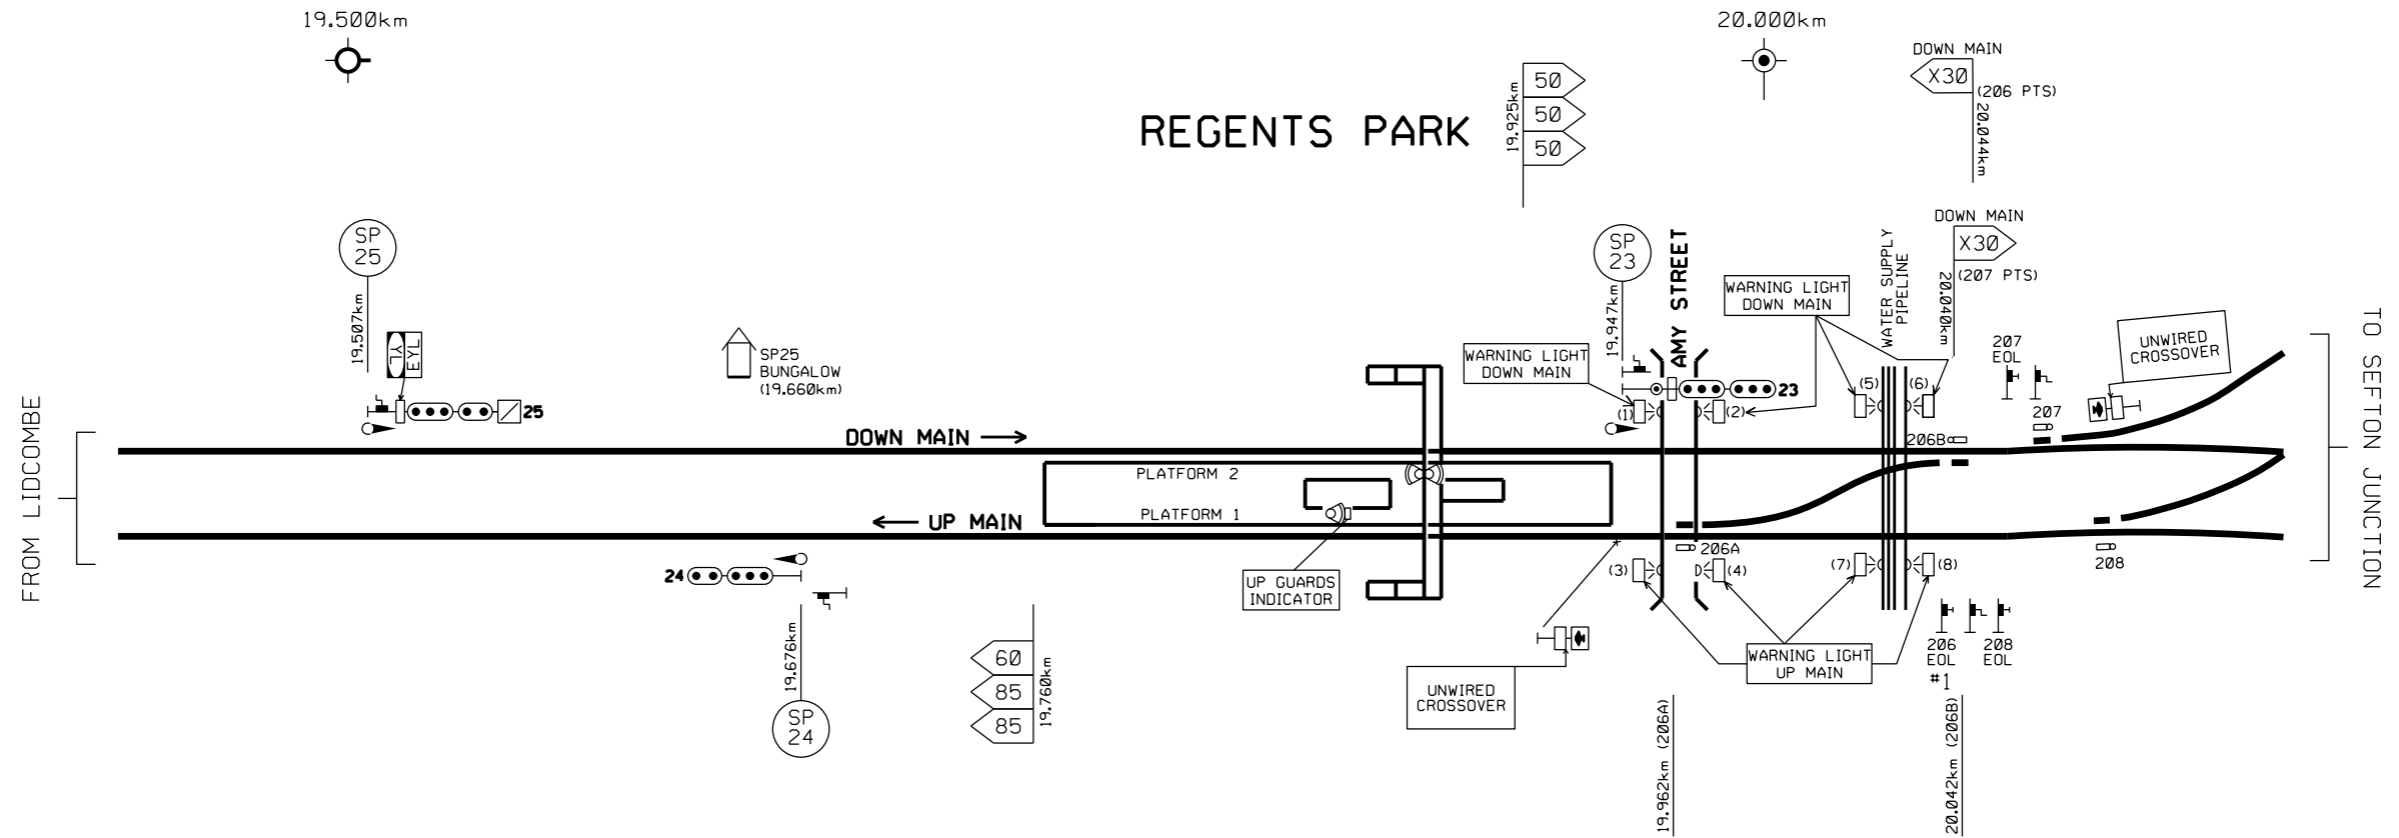 19.500km
20.000km
REGENTS PARK
19.925km
50
50
50
DOWN MAIN
X30
(206 PTS)
20.044km
DOWN MAIN
X30
(207 PTS)
20.040km
SP
25
19.507km
YL
EYL
25
SP25
BUNGALOW
(19.660km)
SP
23
19.947km
AMY STREET
23
WARNING LIGHT
DOWN MAIN
WARNING LIGHT
DOWN MAIN
WATER SUPPLY
PIPELINE
(1)
(2)
(5)
(6)
207
EOL
207
UNWIRED
CROSSOVER
FROM LIDCOMBE
TO SEFTON JUNCTION
DOWN MAIN
206B
PLATFORM 2
PLATFORM 1
UP MAIN
206A
208
24
(3)
(4)
(7)
(8)
UP GUARDS
INDICATOR
19.676km
SP
24
60
85
85
19.760km
UNWIRED
CROSSOVER
WARNING LIGHT
UP MAIN
206
EOL
#1
208
EOL
19.962km (206A)
20.042km (206B)